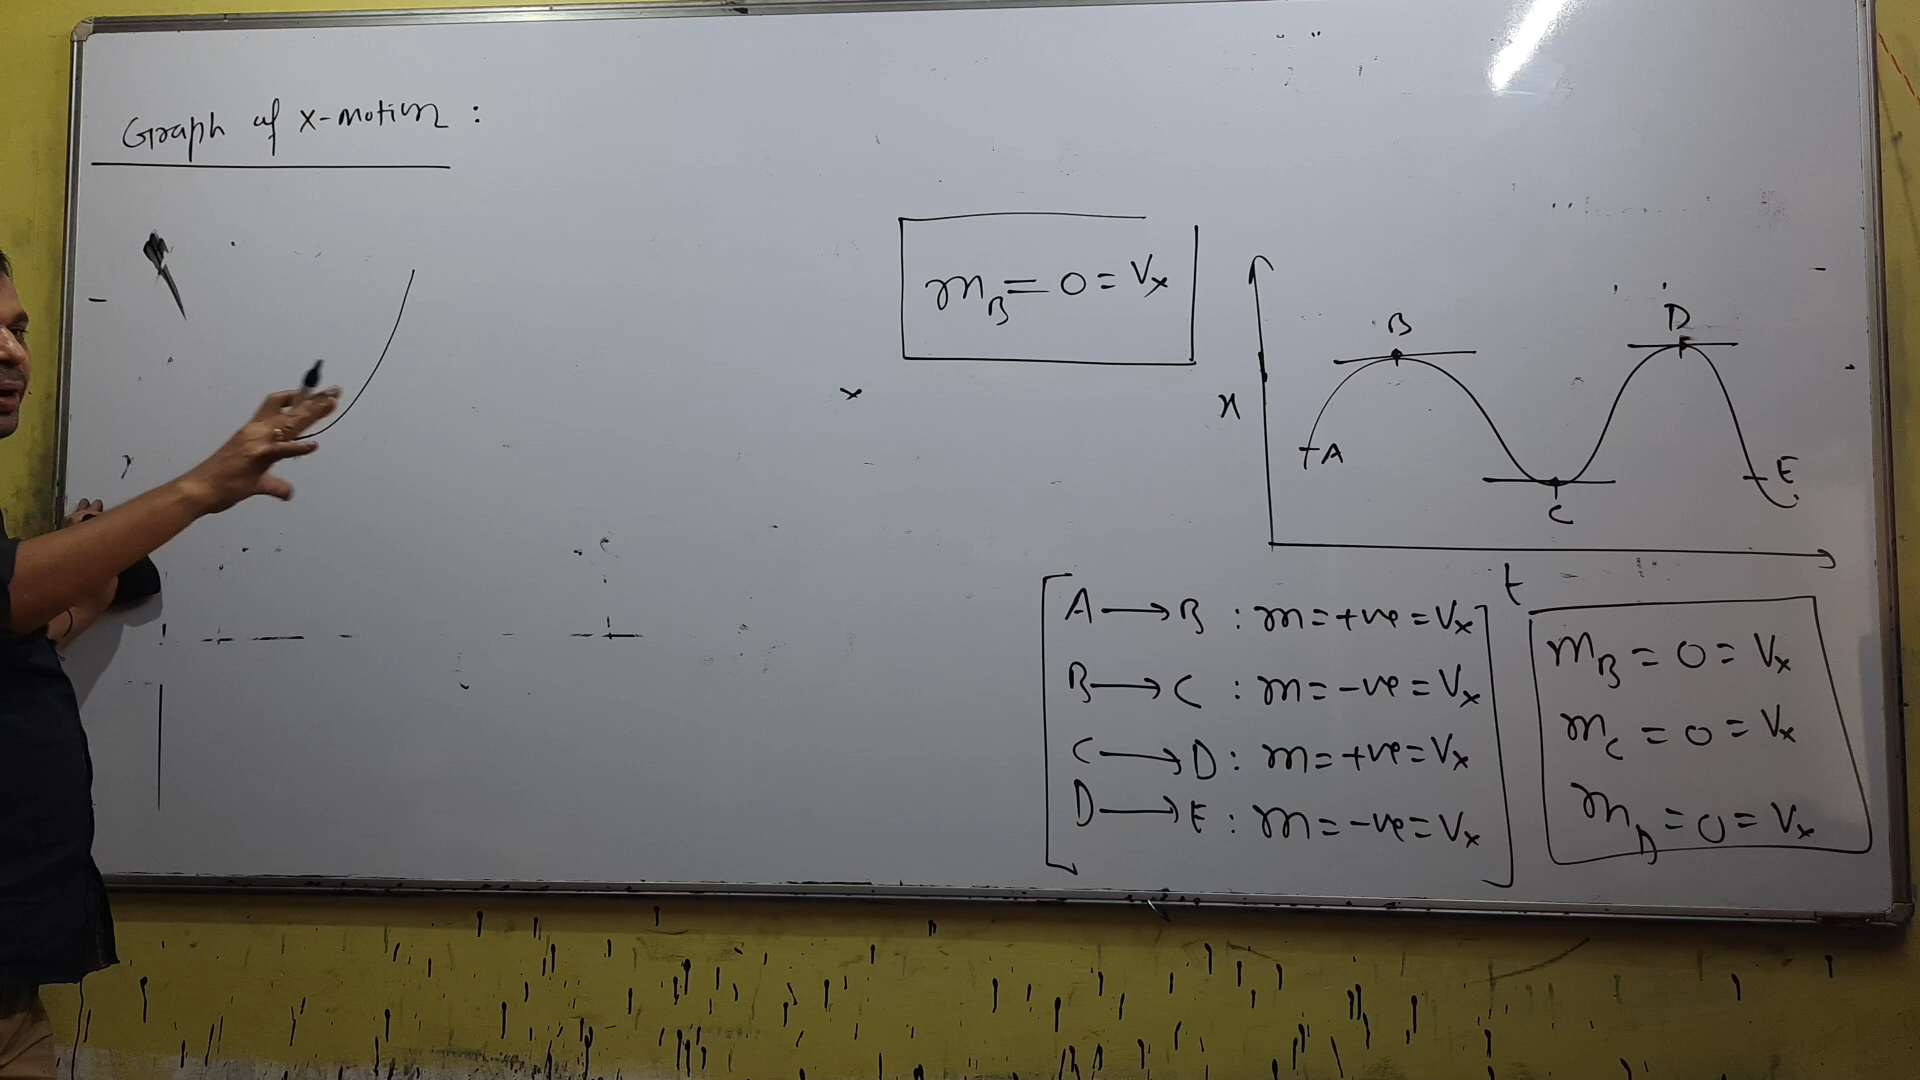 Graph of X-motion :
m_B = 0 = V_x
x
B
D
A
C
E
t
A → B : m = +ve = V_x
B → C : m = -ve = V_x
C → D : m = +ve = V_x
D → E : m = -ve = V_x
m_B = 0 = V_x
m_C = 0 = V_x
m_D = 0 = V_x